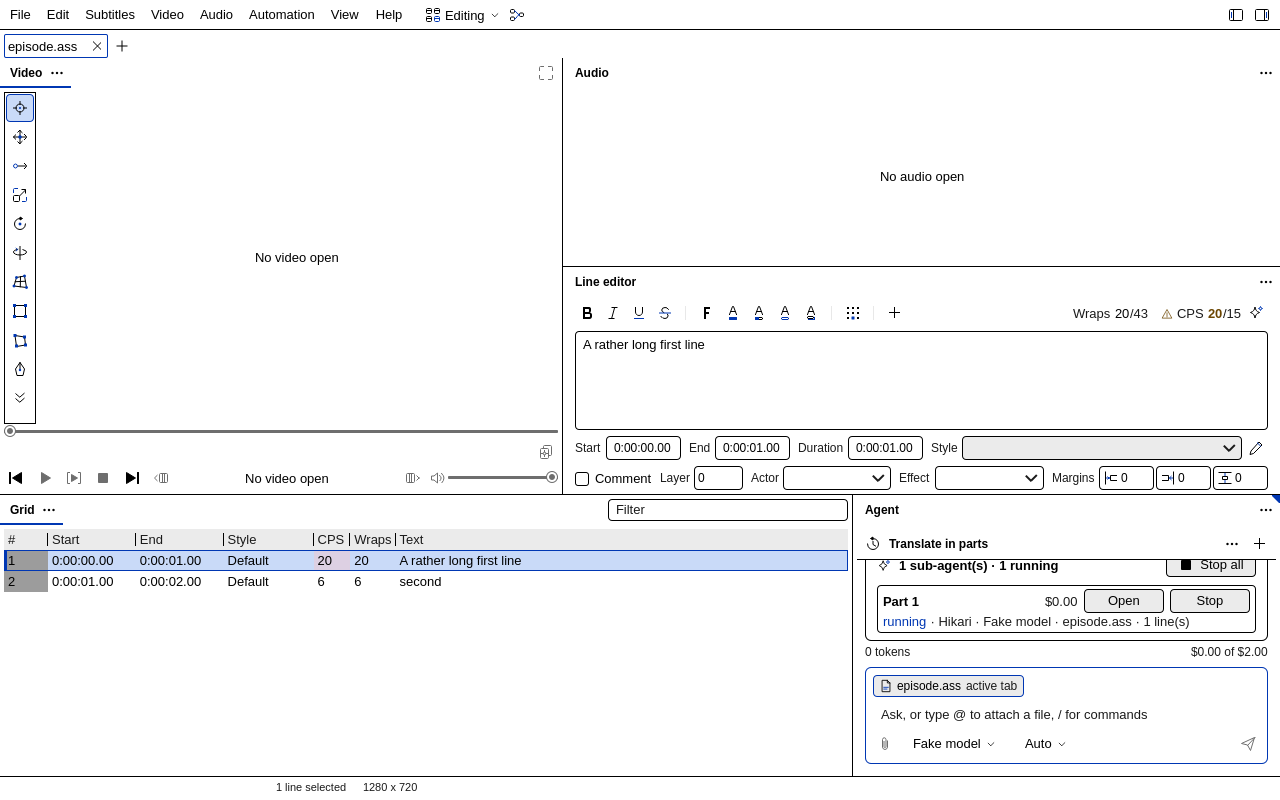 File Edit Subtitles Video Audio Automation View Help Editing
episode.ass
Video
Audio
No video open
No audio open
Line editor
B I U S F A A A A Wraps 20/43 CPS 20/15
A rather long first line
Start 0:00:00.00 End 0:00:01.00 Duration 0:00:01.00 Style
No video open
Comment Layer 0 Actor Effect Margins 0 0 0
Grid
Filter
# Start End Style CPS Wraps Text
1 0:00:00.00 0:00:01.00 Default 20 20 A rather long first line
2 0:00:01.00 0:00:02.00 Default 6 6 second
Agent
Translate in parts
1 sub-agent(s) · 1 running Stop all
Part 1 $0.00 Open Stop
running · Hikari · Fake model · episode.ass · 1 line(s)
0 tokens $0.00 of $2.00
episode.ass active tab
Ask, or type @ to attach a file, / for commands
Fake model Auto
1 line selected 1280 x 720